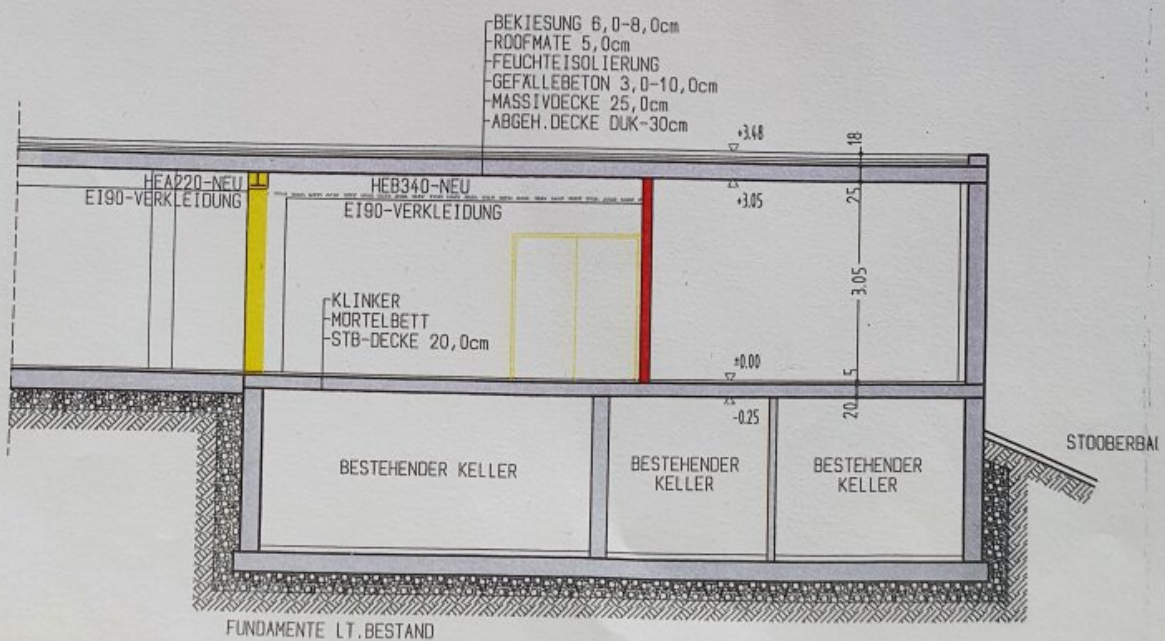 BEKIESUNG 6,0-8,0cm
ROOFMATE 5,0cm
FEUCHTEISOLIERUNG
GEFÄLLEBETON 3,0-10,0cm
MASSIVDECKE 25,0cm
ABGEH.DECKE DUK-30cm
+3.48
18
HEA220-NEU
EI90-VERKLEIDUNG
HEB340-NEU
EI90-VERKLEIDUNG
+3.05
25
3.05
KLINKER
MÖRTELBETT
STB-DECKE 20,0cm
±0.00
5
-0.25
20
STOOBERBA
BESTEHENDER KELLER
BESTEHENDER
KELLER
BESTEHENDER
KELLER
FUNDAMENTE LT.BESTAND